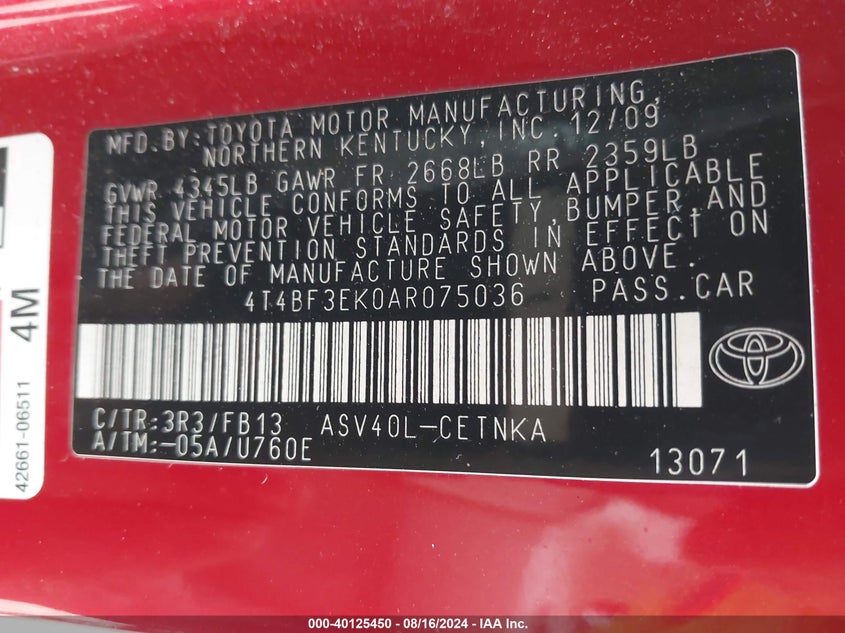 MFD.BY:TOYOTA MOTOR MANUFACTURING,
NORTHERN KENTUCKY,INC.12/09
GVWR 4345LB GAWR FR 2668LB RR 2359LB
THIS VEHICLE CONFORMS TO ALL APPLICABLE
FEDERAL MOTOR VEHICLE SAFETY,BUMPER,AND
THEFT PREVENTION STANDARDS IN EFFECT ON
THE DATE OF MANUFACTURE SHOWN ABOVE.
4T4BF3EK0AR075036 PASS.CAR
C/TR:3R3/FB13 ASV40L-CETNKA
A/TM:-05A/U760E
13071
4M
42661-06511
000-40125450 - 08/16/2024 - IAA Inc.